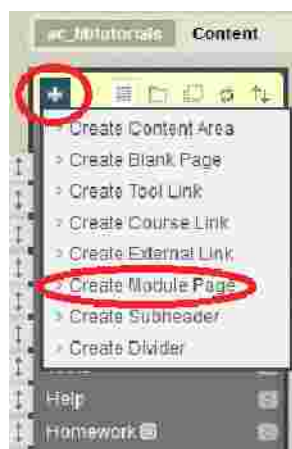 ac_bbtutorials Content
Create Content Area
Create Blank Page
Create Tool Link
Create Course Link
Create External Link
Create Module Page
Create Subheader
Create Divider
Help
Homework